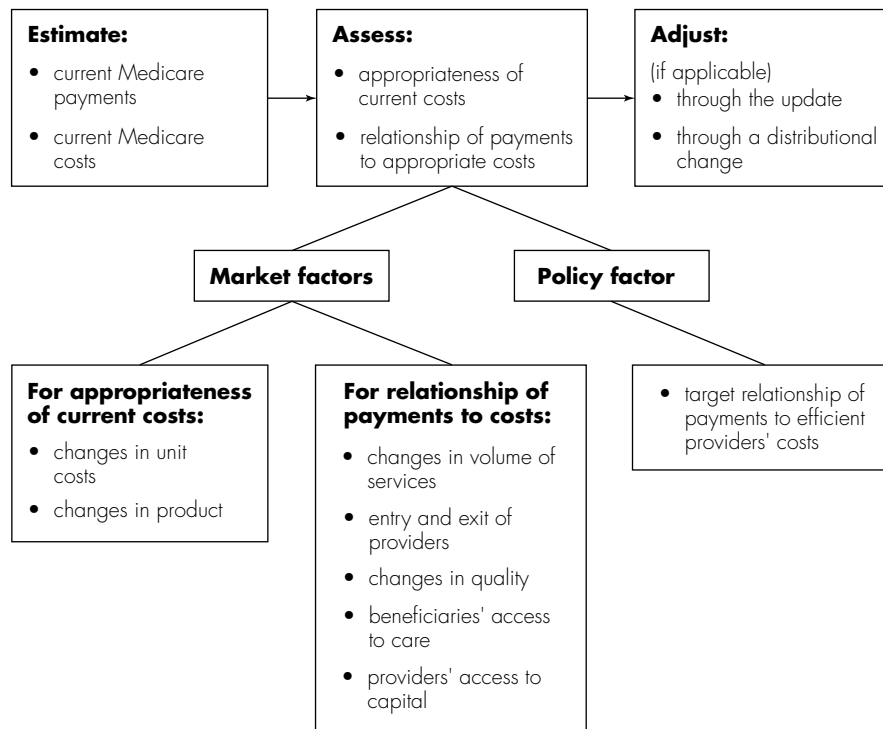 Estimate:
• current Medicare
payments
• current Medicare
costs
Assess:
• appropriateness of
current costs
• relationship of payments
to appropriate costs
Adjust:
(if applicable)
• through the update
• through a distributional
change
Market factors
Policy factor
For appropriateness
of current costs:
• changes in unit
costs
• changes in product
For relationship of
payments to costs:
• changes in volume of
services
• entry and exit of
providers
• changes in quality
• beneficiaries' access
to care
• providers' access to
capital
• target relationship of
payments to efficient
providers' costs